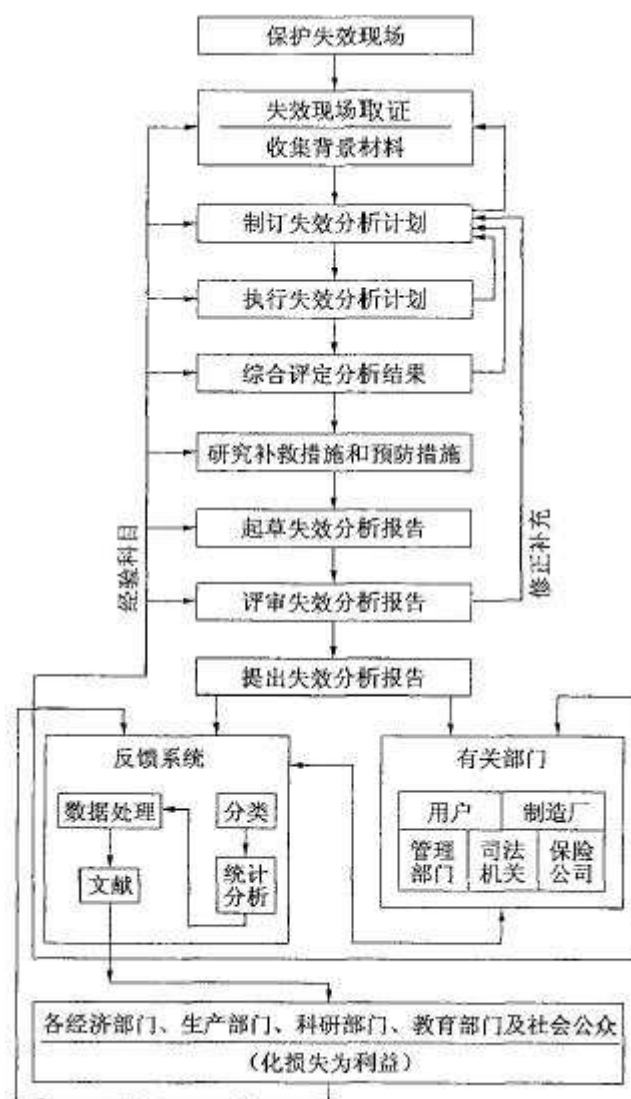 保护失效现场
失效现场取证
收集背景材料
制订失效分析计划
执行失效分析计划
综合评定分析结果
研究补救措施和预防措施
起草失效分析报告
评审失效分析报告
提出失效分析报告
经验科目
修正补充
反馈系统
数据处理
分类
文献
统计
分析
有关部门
用户
制造厂
管理
部门
司法
机关
保险
公司
各经济部门、生产部门、科研部门、教育部门及社会公众
（化损失为利益）